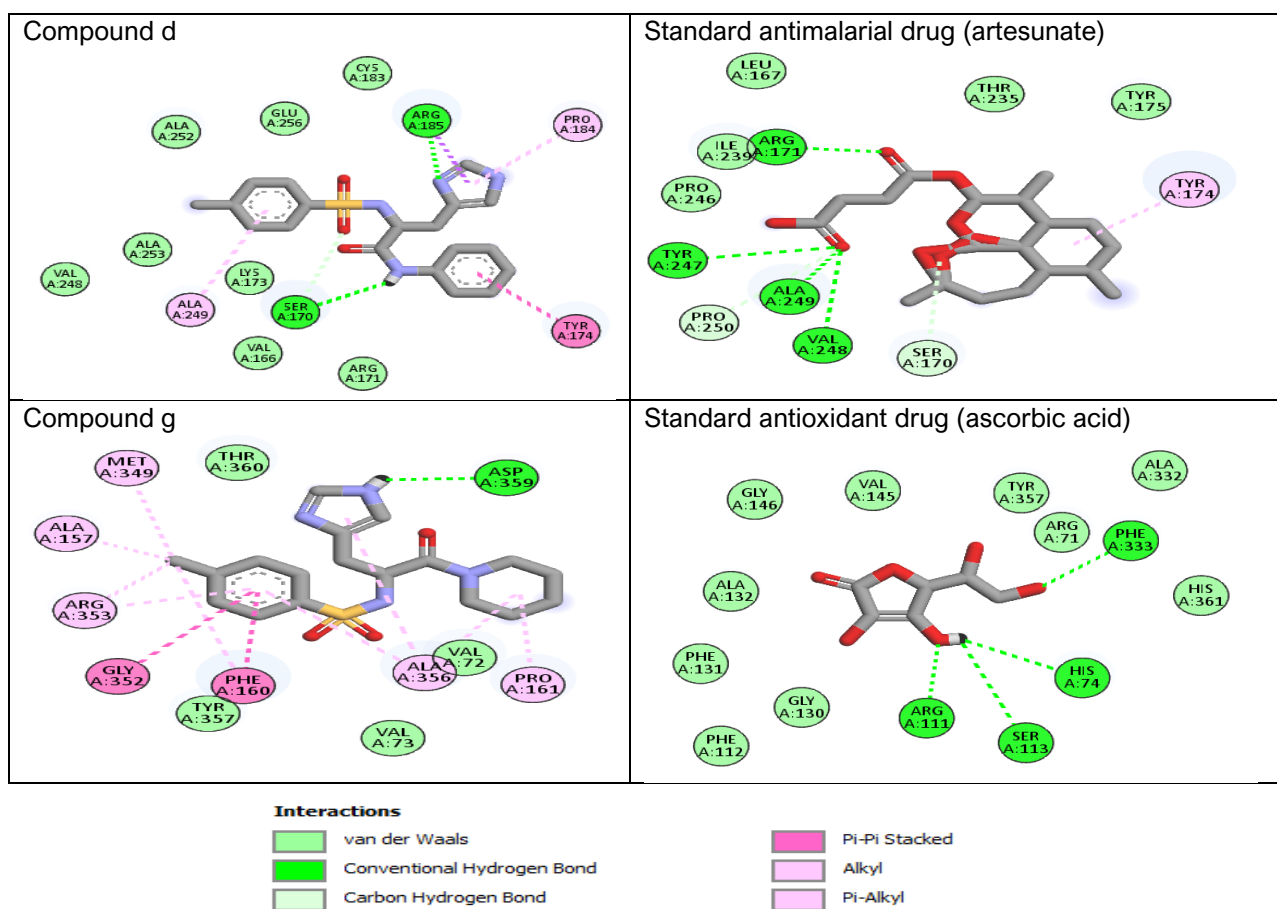 Compound d
CYS
A:183
GLU
A:256
ARG
A:185
PRO
A:184
ALA
A:252
ALA
A:253
VAL
A:248
LYS
A:173
ALA
A:249
SER
A:170
TYR
A:174
VAL
A:166
ARG
A:171
Standard antimalarial drug (artesunate)
LEU
A:167
THR
A:235
TYR
A:175
ILE
A:239
ARG
A:171
PRO
A:246
TYR
A:174
TYR
A:247
ALA
A:249
PRO
A:250
VAL
A:248
SER
A:170
Compound g
MET
A:349
THR
A:360
ASP
A:359
ALA
A:157
ARG
A:353
GLY
A:352
PHE
A:160
TYR
A:357
ALA
A:356
VAL
A:72
PRO
A:161
VAL
A:73
Standard antioxidant drug (ascorbic acid)
GLY
A:146
VAL
A:145
TYR
A:357
ALA
A:332
ARG
A:71
PHE
A:333
ALA
A:132
HIS
A:361
PHE
A:131
GLY
A:130
HIS
A:74
ARG
A:111
SER
A:113
PHE
A:112
Interactions
van der Waals
Conventional Hydrogen Bond
Carbon Hydrogen Bond
Pi-Pi Stacked
Alkyl
Pi-Alkyl